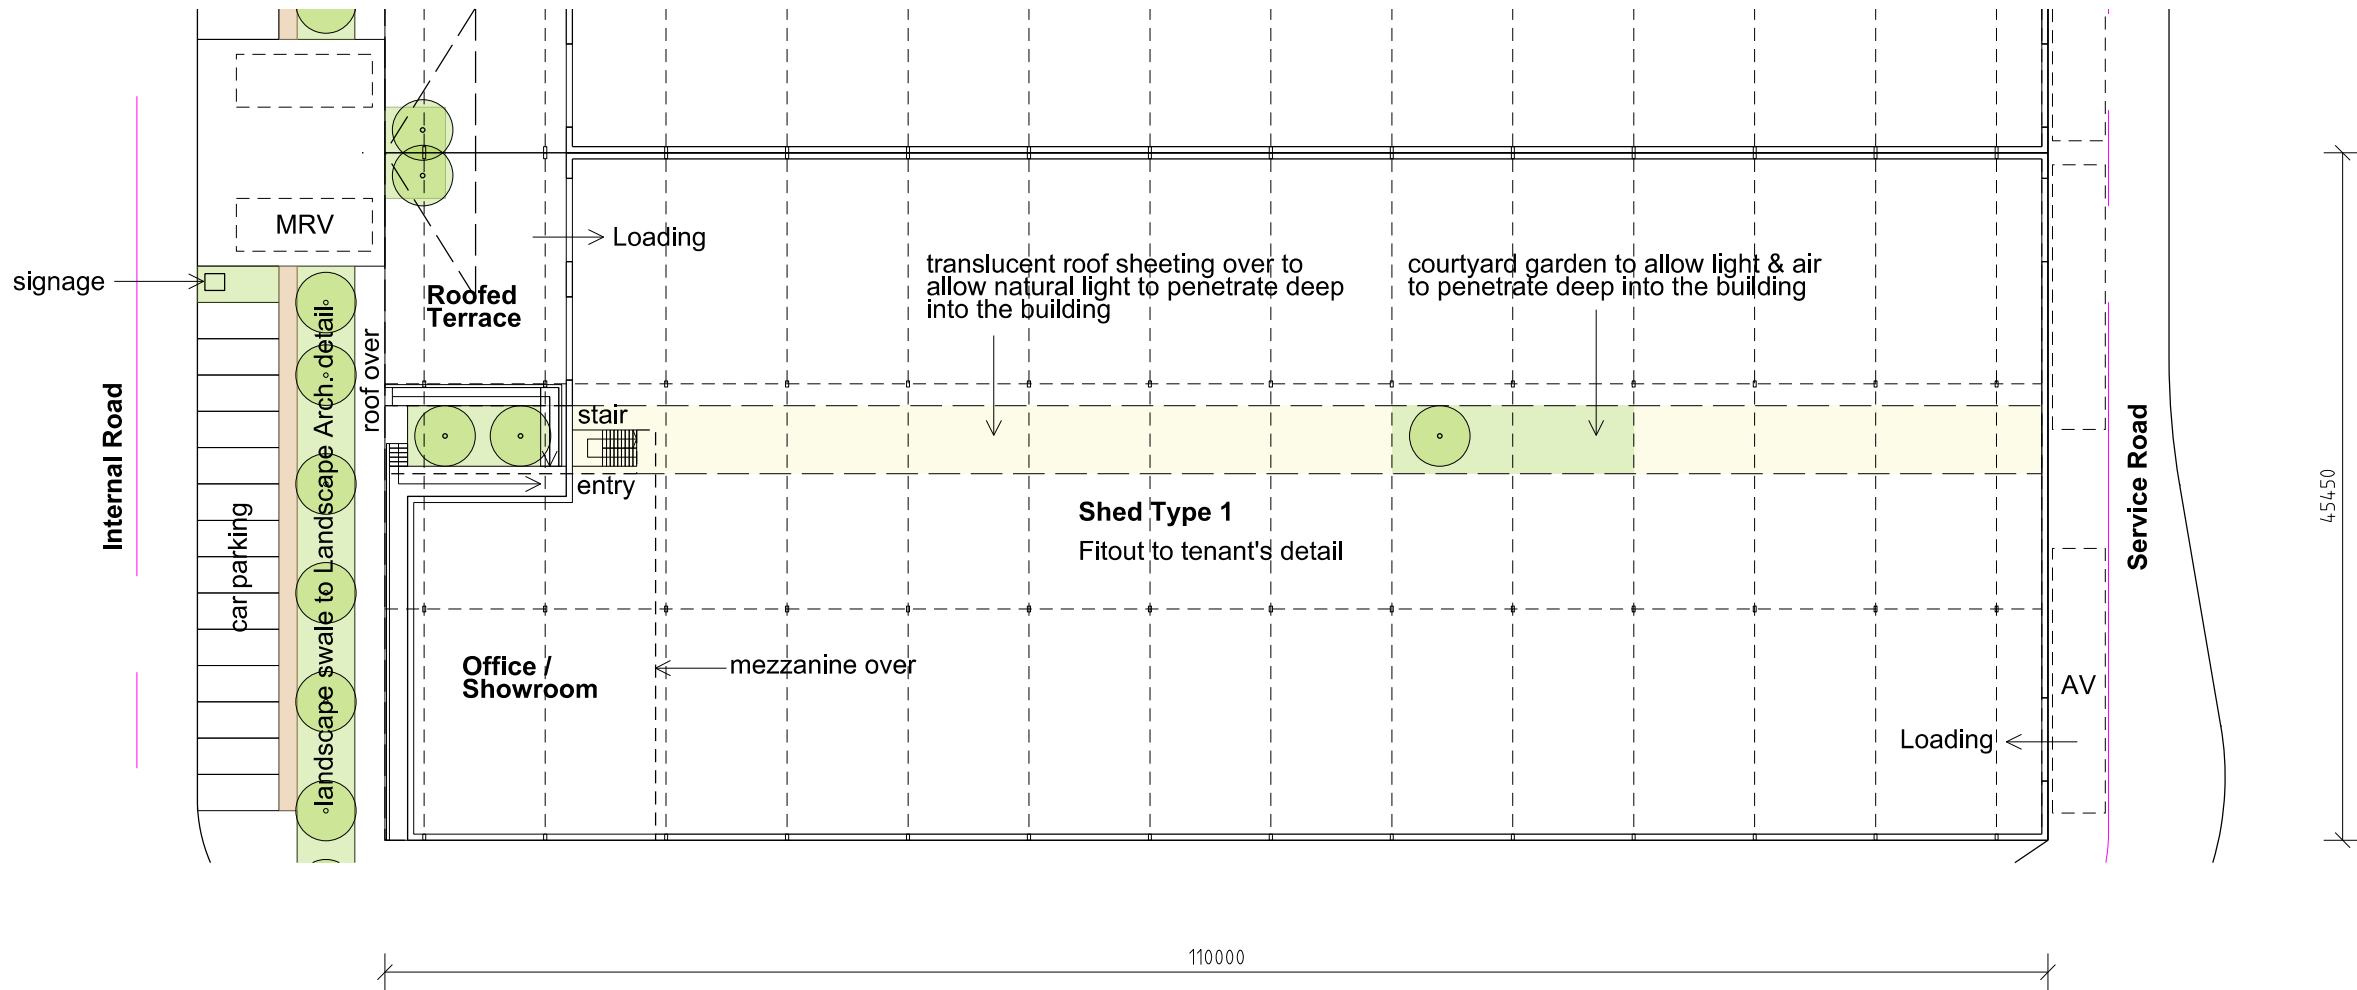 MRV
Loading
signage
Roofed
Terrace
translucent roof sheeting over to
allow natural light to penetrate deep
into the building
courtyard garden to allow light & air
to penetrate deep into the building
roof over
landscape swale to Landscape Arch. detail
Internal Road
car parking
stair
entry
Shed Type 1
Fitout to tenant's detail
Service Road
45450
Office /
Showroom
mezzanine over
AV
Loading
110000